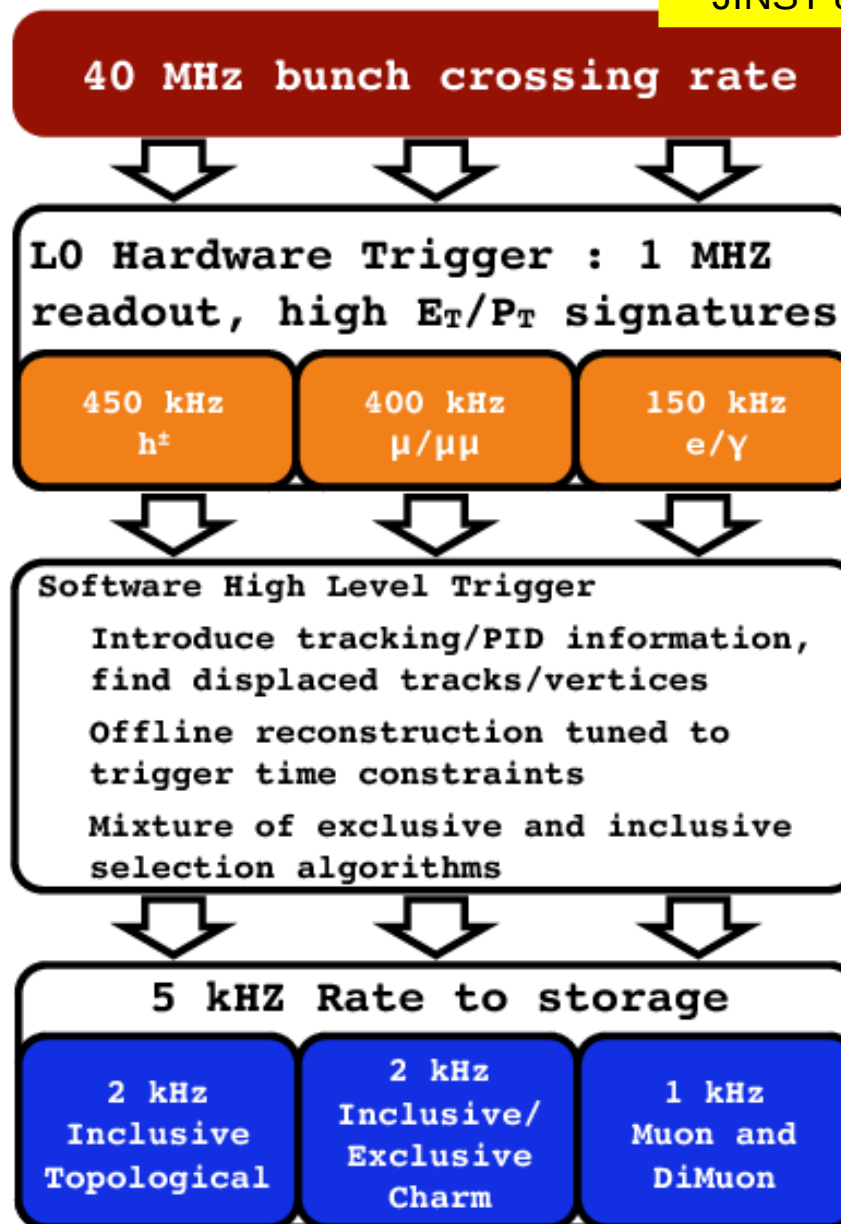 JINST
40 MHz bunch crossing rate
L0 Hardware Trigger : 1 MHZ
readout, high ET/PT signatures
450 kHz
h±
400 kHz
μ/μμ
150 kHz
e/γ
Software High Level Trigger
Introduce tracking/PID information,
find displaced tracks/vertices
Offline reconstruction tuned to
trigger time constraints
Mixture of exclusive and inclusive
selection algorithms
5 kHZ Rate to storage
2 kHz
Inclusive
Topological
2 kHz
Inclusive/
Exclusive
Charm
1 kHz
Muon and
DiMuon